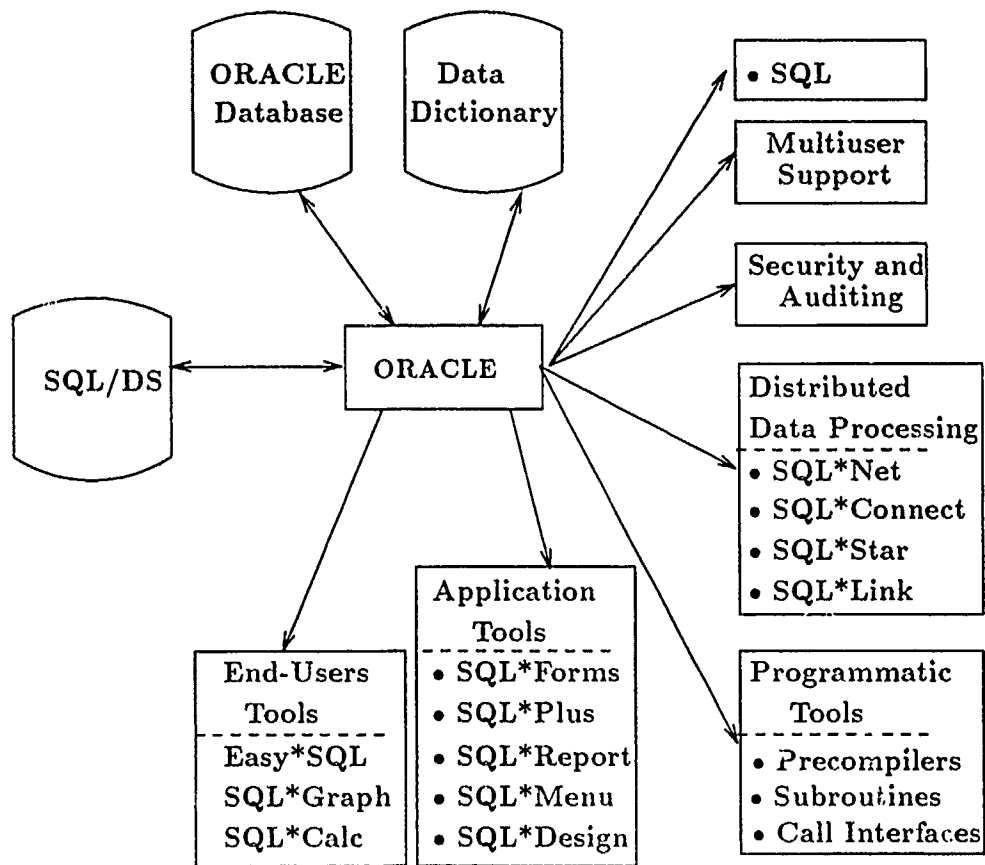 ORACLE
Database
Data
Dictionary
• SQL
Multiuser
Support
Security and
Auditing
SQL/DS
ORACLE
Distributed
Data Processing
• SQL*Net
• SQL*Connect
• SQL*Star
• SQL*Link
End-Users
Tools
Easy*SQL
SQL*Graph
SQL*Calc
Application
Tools
• SQL*Forms
• SQL*Plus
• SQL*Report
• SQL*Menu
• SQL*Design
Programmatic
Tools
• Precompilers
• Subroutines
• Call Interfaces